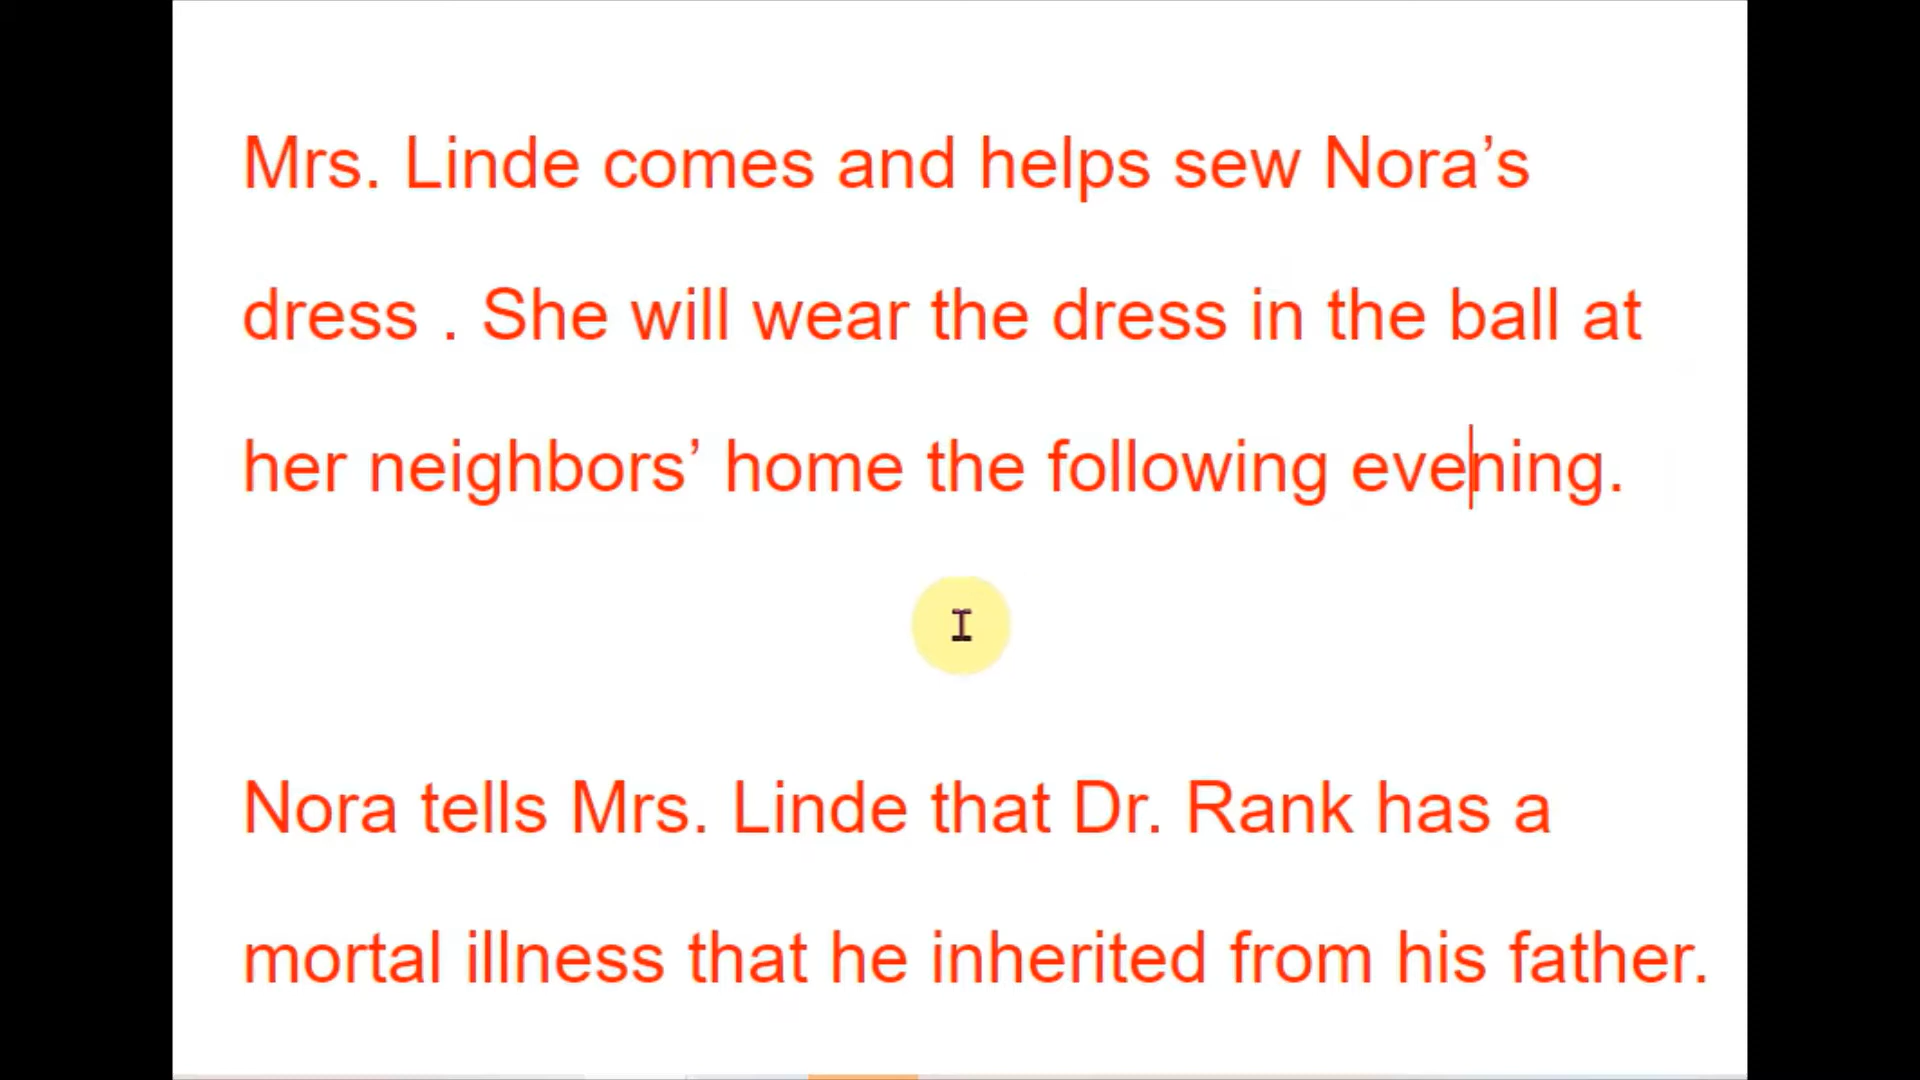 Mrs. Linde comes and helps sew Nora’s
dress . She will wear the dress in the ball at
her neighbors’ home the following evening.
Nora tells Mrs. Linde that Dr. Rank has a
mortal illness that he inherited from his father.